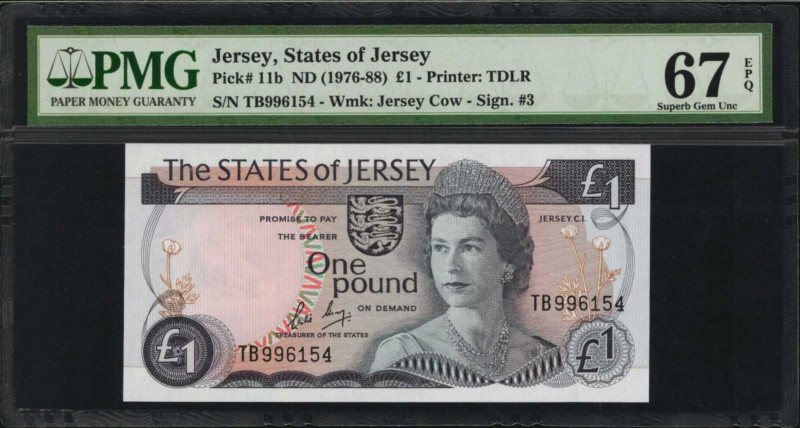 PMG
PAPER MONEY GUARANTY
Jersey, States of Jersey
Pick# 11b ND (1976-88) £1 - Printer: TDLR
S/N TB996154 - Wmk: Jersey Cow - Sign. #3
67
EPQ
Superb Gem Unc
The STATES of JERSEY
£1
PROMISE TO PAY
THE BEARER
JERSEY.C.I.
One
pound
ON DEMAND
TB996154
TREASURER OF THE STATES
£1
TB996154
£1